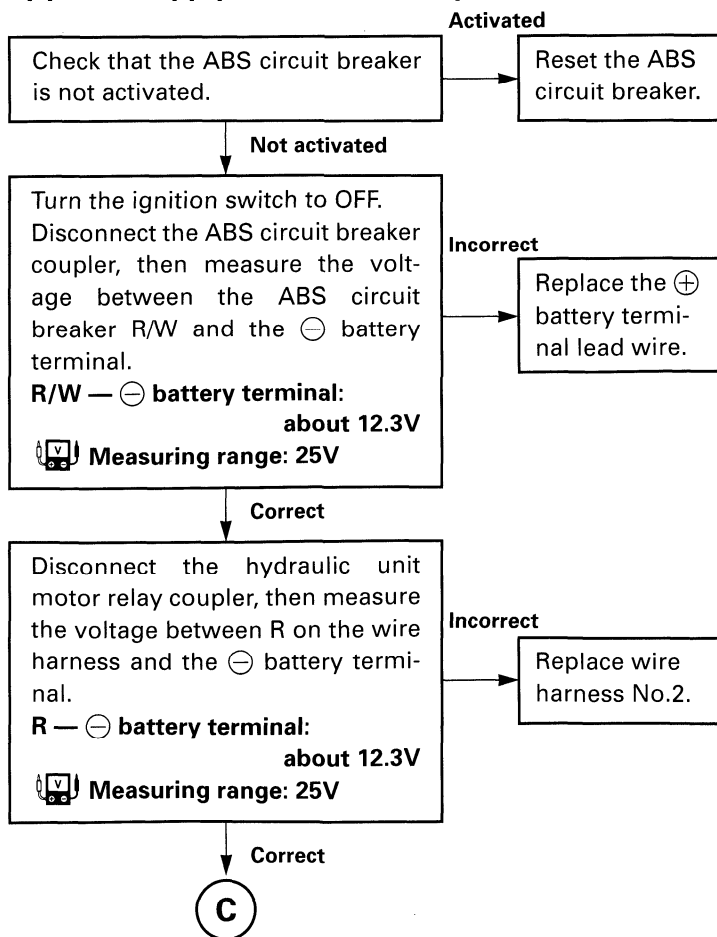 Activated
Check that the ABS circuit breaker
is not activated.
Reset the ABS
circuit breaker.
Not activated
Turn the ignition switch to OFF.
Disconnect the ABS circuit breaker
coupler, then measure the volt-
age between the ABS circuit
breaker R/W and the ⊖ battery
terminal.
R/W — ⊖ battery terminal:
about 12.3V
V
Measuring range: 25V
Incorrect
Replace the ⊕
battery termi-
nal lead wire.
Correct
Disconnect the hydraulic unit
motor relay coupler, then measure
the voltage between R on the wire
harness and the ⊖ battery termi-
nal.
R — ⊖ battery terminal:
about 12.3V
V
Measuring range: 25V
Incorrect
Replace wire
harness No.2.
Correct
C